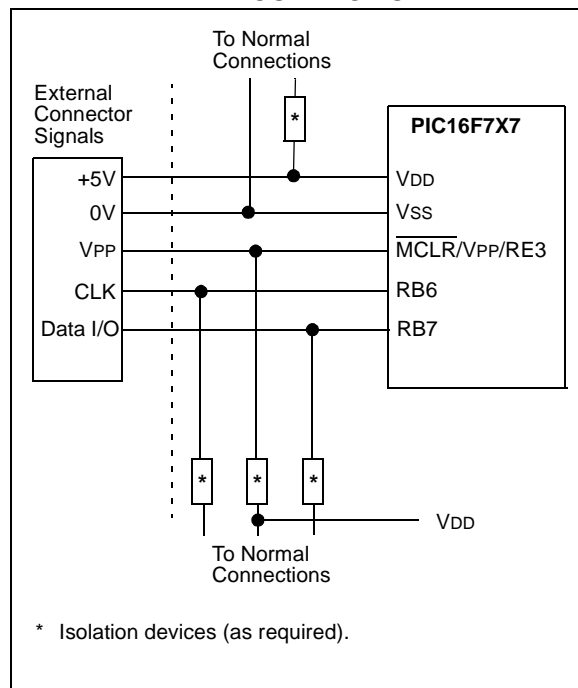 To Normal
Connections
External
Connector
Signals
*
PIC16F7X7
+5V
VDD
0V
VSS
VPP
MCLR/VPP/RE3
CLK
RB6
Data I/O
RB7
*
*
*
VDD
To Normal
Connections
* Isolation devices (as required).